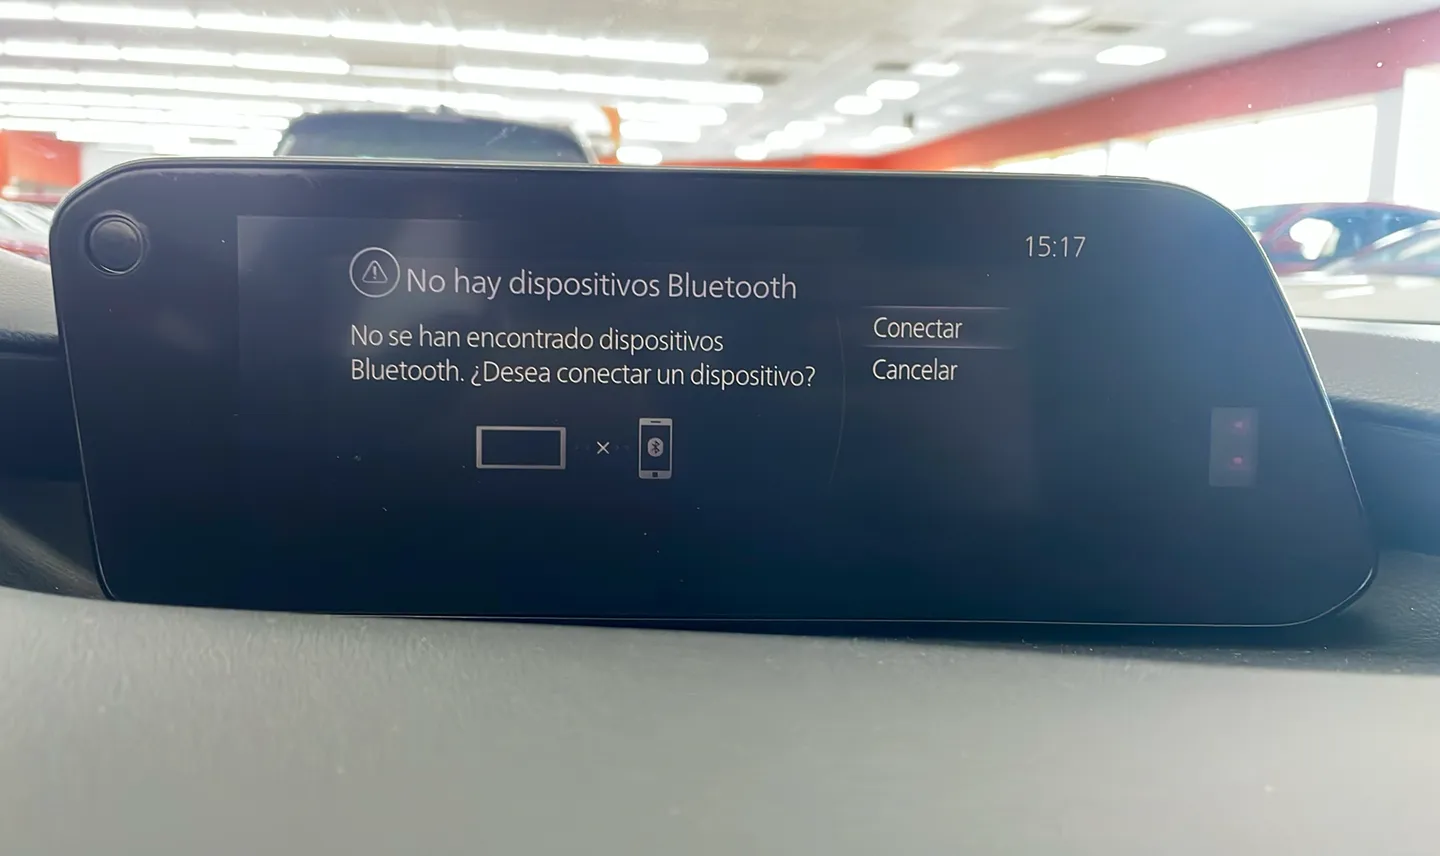 15:17
No hay dispositivos Bluetooth
No se han encontrado dispositivos
Bluetooth. ¿Desea conectar un dispositivo?
Conectar
Cancelar